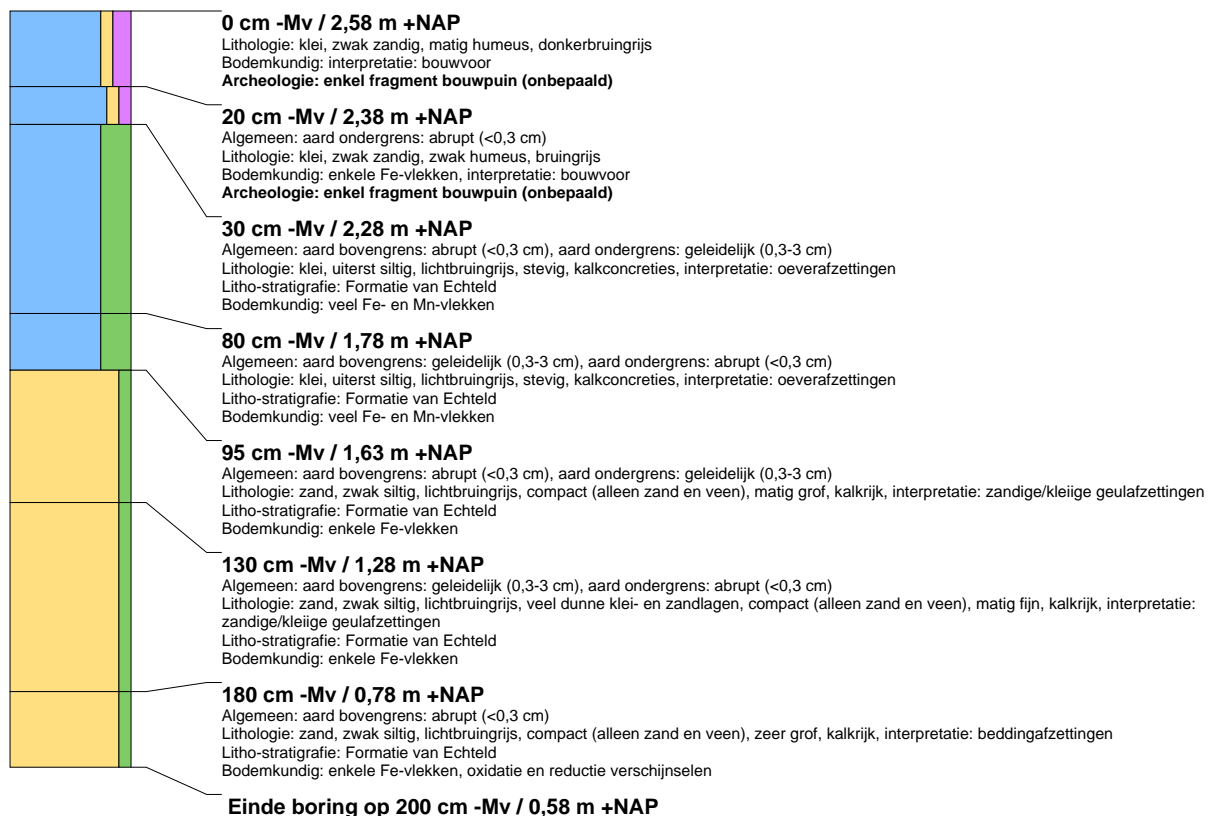 0 cm -Mv / 2,58 m +NAP
Lithologie: klei, zwak zandig, matig humeus, donkerbruingrijs
Bodemkundig: interpretatie: bouwvoor
Archeologie: enkel fragment bouwpuin (onbepaald)
20 cm -Mv / 2,38 m +NAP
Algemeen: aard ondergrens: abrupt (<0,3 cm)
Lithologie: klei, zwak zandig, zwak humeus, bruingrijs
Bodemkundig: enkele Fe-vlekken, interpretatie: bouwvoor
Archeologie: enkel fragment bouwpuin (onbepaald)
30 cm -Mv / 2,28 m +NAP
Algemeen: aard bovengrens: abrupt (<0,3 cm), aard ondergrens: geleidelijk (0,3-3 cm)
Lithologie: klei, uiterst siltig, lichtbruingrijs, stevig, kalkconcreties, interpretatie: oeverafzettingen
Litho-stratigrafie: Formatie van Echteld
Bodemkundig: veel Fe- en Mn-vlekken
80 cm -Mv / 1,78 m +NAP
Algemeen: aard bovengrens: geleidelijk (0,3-3 cm), aard ondergrens: abrupt (<0,3 cm)
Lithologie: klei, uiterst siltig, lichtbruingrijs, stevig, kalkconcreties, interpretatie: oeverafzettingen
Litho-stratigrafie: Formatie van Echteld
Bodemkundig: veel Fe- en Mn-vlekken
95 cm -Mv / 1,63 m +NAP
Algemeen: aard bovengrens: abrupt (<0,3 cm), aard ondergrens: geleidelijk (0,3-3 cm)
Lithologie: zand, zwak siltig, lichtbruingrijs, compact (alleen zand en veen), matig grof, kalkrijk, interpretatie: zandige/kleiige geulafzettingen
Litho-stratigrafie: Formatie van Echteld
Bodemkundig: enkele Fe-vlekken
130 cm -Mv / 1,28 m +NAP
Algemeen: aard bovengrens: geleidelijk (0,3-3 cm), aard ondergrens: abrupt (<0,3 cm)
Lithologie: zand, zwak siltig, lichtbruingrijs, veel dunne klei- en zandlagen, compact (alleen zand en veen), matig fijn, kalkrijk, interpretatie:
zandige/kleiige geulafzettingen
Litho-stratigrafie: Formatie van Echteld
Bodemkundig: enkele Fe-vlekken
180 cm -Mv / 0,78 m +NAP
Algemeen: aard bovengrens: abrupt (<0,3 cm)
Lithologie: zand, zwak siltig, lichtbruingrijs, compact (alleen zand en veen), zeer grof, kalkrijk, interpretatie: beddingafzettingen
Litho-stratigrafie: Formatie van Echteld
Bodemkundig: enkele Fe-vlekken, oxidatie en reductie verschijnselen
Einde boring op 200 cm -Mv / 0,58 m +NAP